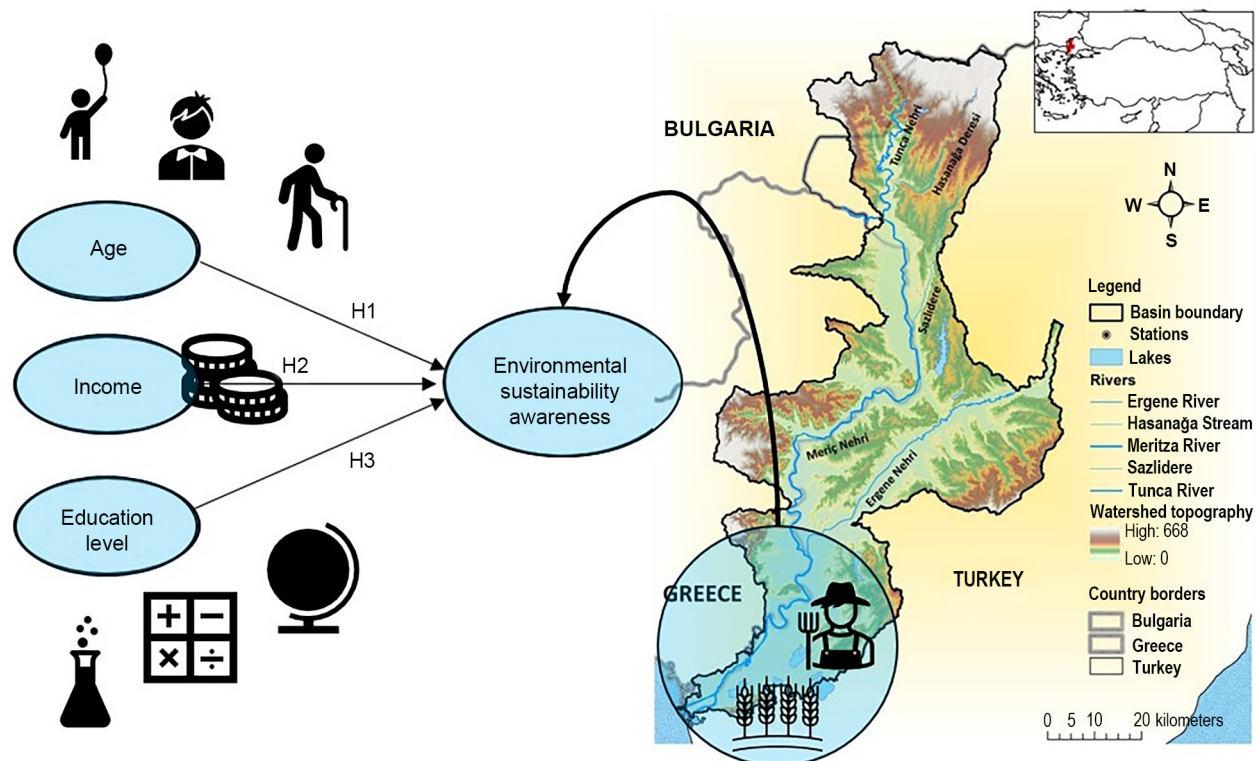 Age
H1
Income
H2
Education
level
H3
Environmental
sustainability
awareness
+ −
× ÷
BULGARIA
Tunca Nehri
Hasanağa Deresi
Sazlidere
Meriç Nehri
Ergene Nehri
GREECE
TURKEY
N
W E
S
Legend
Basin boundary
Stations
Lakes
Rivers
Ergene River
Hasanağa Stream
Meritza River
Sazlidere
Tunca River
Watershed topography
High: 668
Low: 0
Country borders
Bulgaria
Greece
Turkey
0 5 10 20 kilometers